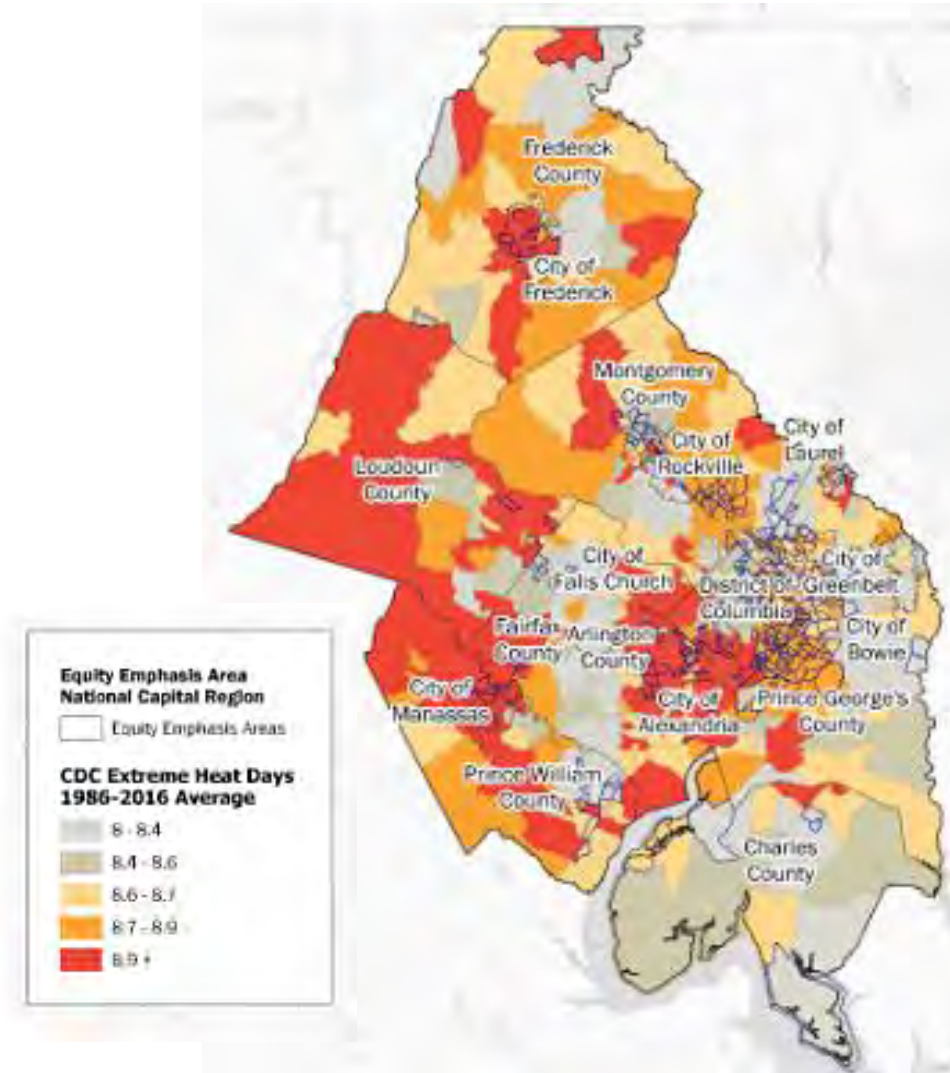 Frederick
County
City of
Frederick
Montgomery
County
City of
Laurel
City of
Rockville
Loudoun
County
City of
Falls Church
City of
Greenbelt
District of
Columbia
Fairfax
County
Arlington
County
City of
Bowie
City of
Manassas
City of
Alexandria
Prince George's
County
Prince William
County
Charles
County
Equity Emphasis Area
National Capital Region
Equity Emphasis Areas
CDC Extreme Heat Days
1986-2016 Average
8 - 8.4
8.4 - 8.6
8.6 - 8.7
8.7 - 8.9
8.9 +